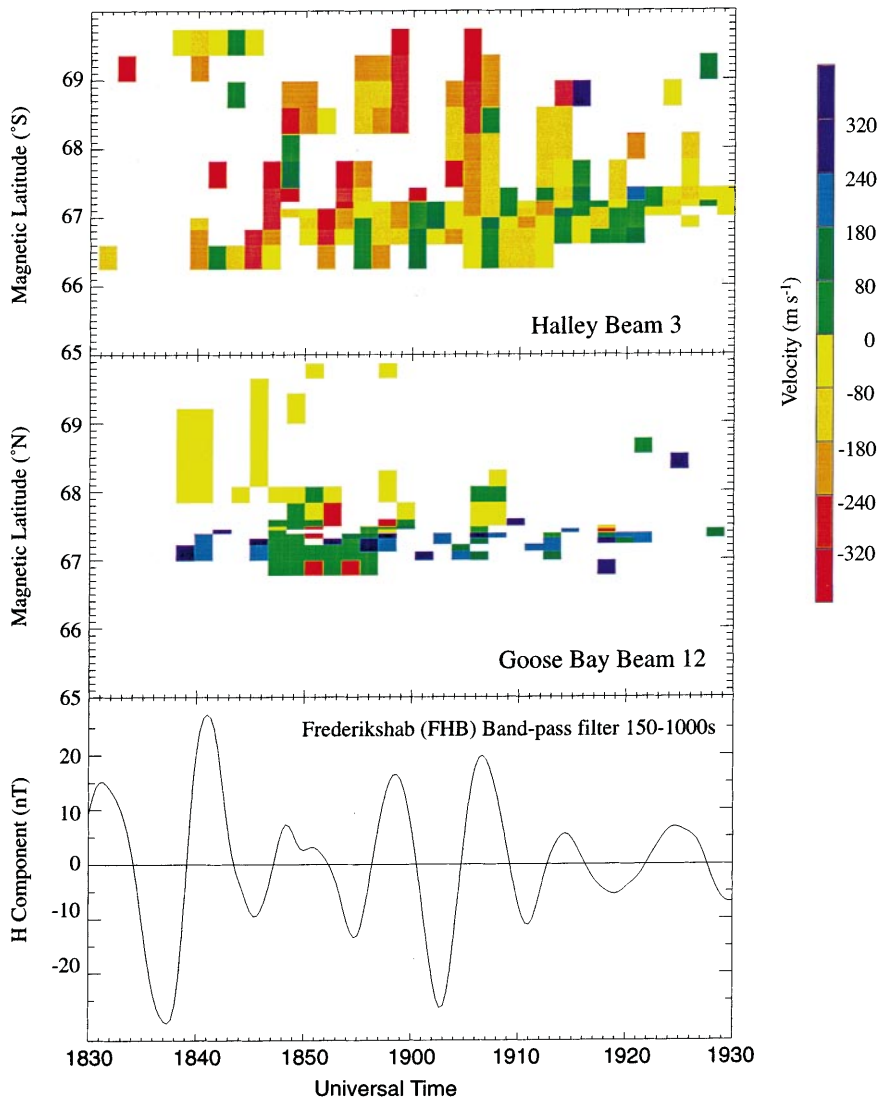 Magnetic Latitude (°S)
69
68
67
66
65
Halley Beam 3
Magnetic Latitude (°N)
69
68
67
66
65
Goose Bay Beam 12
H Component (nT)
20
10
0
-10
-20
Frederikshab (FHB) Band-pass filter 150-1000s
1830 1840 1850 1900 1910 1920 1930
Universal Time
Velocity (m s⁻¹)
320
240
180
80
0
-80
-180
-240
-320